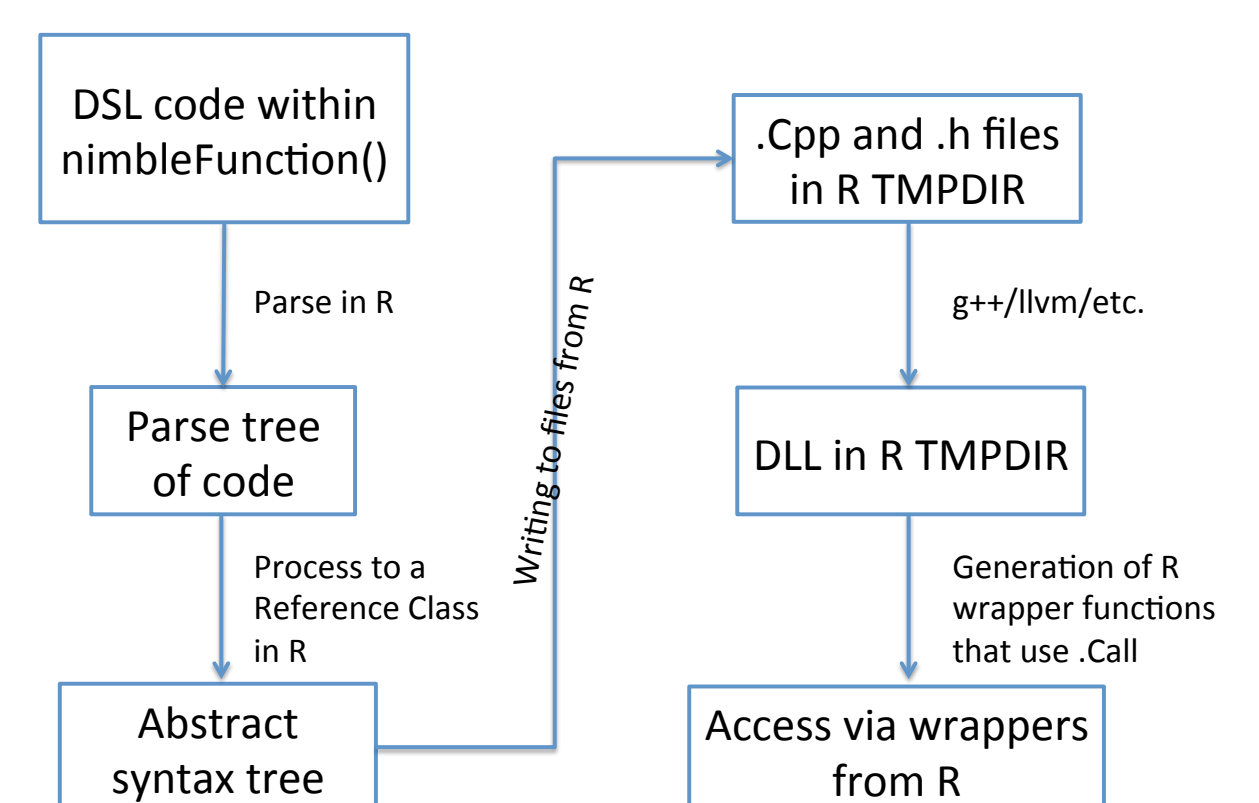 DSL code within
nimbleFunction()
Parse in R
Parse tree
of code
Process to a
Reference Class
in R
Abstract
syntax tree
Writing to files from R
.Cpp and .h files
in R TMPDIR
g++/llvm/etc.
DLL in R TMPDIR
Generation of R
wrapper functions
that use .Call
Access via wrappers
from R